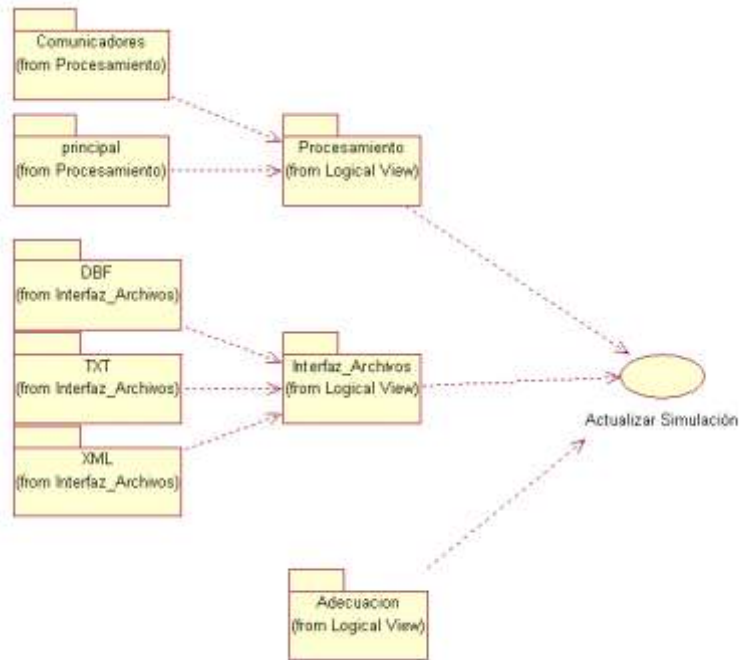 Comunicadores
(from Procesamiento)
principal
(from Procesamiento)
Procesamiento
(from Logical View)
DBF
(from Interfaz_Archivos)
TXT
(from Interfaz_Archivos)
Interfaz_Archivos
(from Logical View)
Actualizar Simulación
XML
(from Interfaz_Archivos)
Adecuacion
(from Logical View)